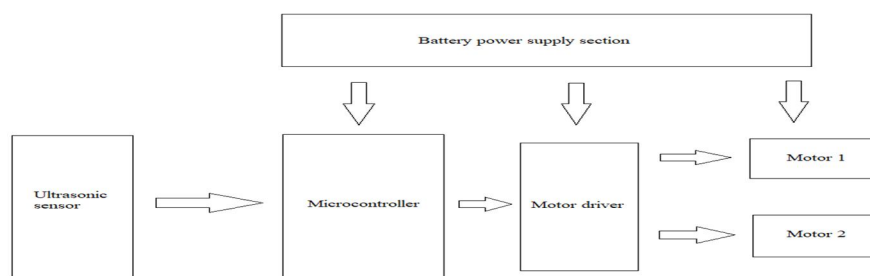 Battery power supply section
Ultrasonic
sensor
Microcontroller
Motor driver
Motor 1
Motor 2